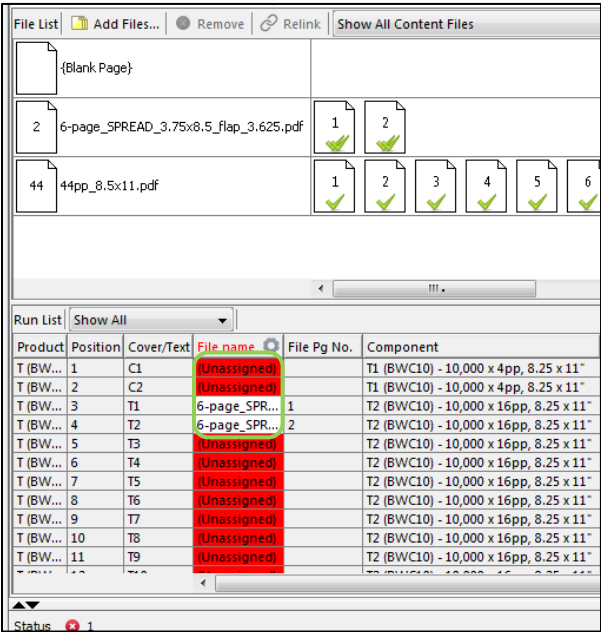 File List Add Files... Remove Relink Show All Content Files
{Blank Page}
2 6-page_SPREAD_3.75x8.5_flap_3.625.pdf 1 2
44 44pp_8.5x11.pdf 1 2 3 4 5 6
Run List Show All
Product Position Cover/Text File name File Pg No. Component
T (BW... 1 C1 (Unassigned) T1 (BWC10) - 10,000 x 4pp, 8.25 x 11"
T (BW... 2 C2 (Unassigned) T1 (BWC10) - 10,000 x 4pp, 8.25 x 11"
T (BW... 3 T1 6-page_SPR... 1 T2 (BWC10) - 10,000 x 16pp, 8.25 x 11"
T (BW... 4 T2 6-page_SPR... 2 T2 (BWC10) - 10,000 x 16pp, 8.25 x 11"
T (BW... 5 T3 (Unassigned) T2 (BWC10) - 10,000 x 16pp, 8.25 x 11"
T (BW... 6 T4 (Unassigned) T2 (BWC10) - 10,000 x 16pp, 8.25 x 11"
T (BW... 7 T5 (Unassigned) T2 (BWC10) - 10,000 x 16pp, 8.25 x 11"
T (BW... 8 T6 (Unassigned) T2 (BWC10) - 10,000 x 16pp, 8.25 x 11"
T (BW... 9 T7 (Unassigned) T2 (BWC10) - 10,000 x 16pp, 8.25 x 11"
T (BW... 10 T8 (Unassigned) T2 (BWC10) - 10,000 x 16pp, 8.25 x 11"
T (BW... 11 T9 (Unassigned) T2 (BWC10) - 10,000 x 16pp, 8.25 x 11"
Status 1